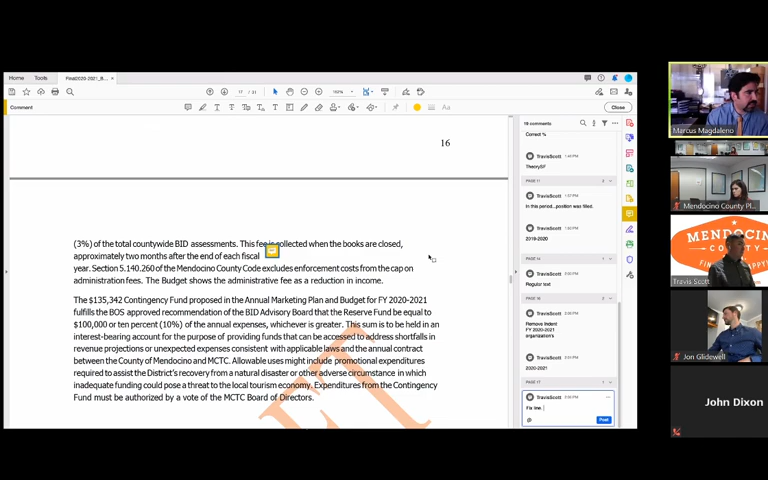 Home
Tools
Final2020-2021_B...
17 / 31
Comment
Close
16
(3%) of the total countywide BID assessments. This fee is collected when the books are closed,
approximately two months after the end of each fiscal
year. Section 5.140.260 of the Mendocino County Code excludes enforcement costs from the cap on
administration fees. The Budget shows the administrative fee as a reduction in income.
The $135,342 Contingency Fund proposed in the Annual Marketing Plan and Budget for FY 2020-2021
fulfills the BOS approved recommendation of the BID Advisory Board that the Reserve Fund be equal to
$100,000 or ten percent (10%) of the annual expenses, whichever is greater. This sum is to be held in an
interest-bearing account for the purpose of providing funds that can be accessed to address shortfalls in
revenue projections or unexpected expenses consistent with applicable laws and the annual contract
between the County of Mendocino and MCTC. Allowable uses might include promotional expenditures
required to assist the District's recovery from a natural disaster or other adverse circumstance in which
inadequate funding could pose a threat to the local tourism economy. Expenditures from the Contingency
Fund must be authorized by a vote of the MCTC Board of Directors.
19 comments
Correct %
TravisScott
TheorySF
PAGE 11
TravisScott
In this period...position was filled.
TravisScott
2019-2020
PAGE 14
TravisScott
Regular text
PAGE 16
TravisScott
Remove indent
FY 2020-2021
organization's
TravisScott
2020-2021
PAGE 17
TravisScott
Fix line
@
Post
Marcus Magdaleno
Mendocino County Pl...
MENDOCINO
COUNTY
Travis Scott
Jon Glidewell
John Dixon